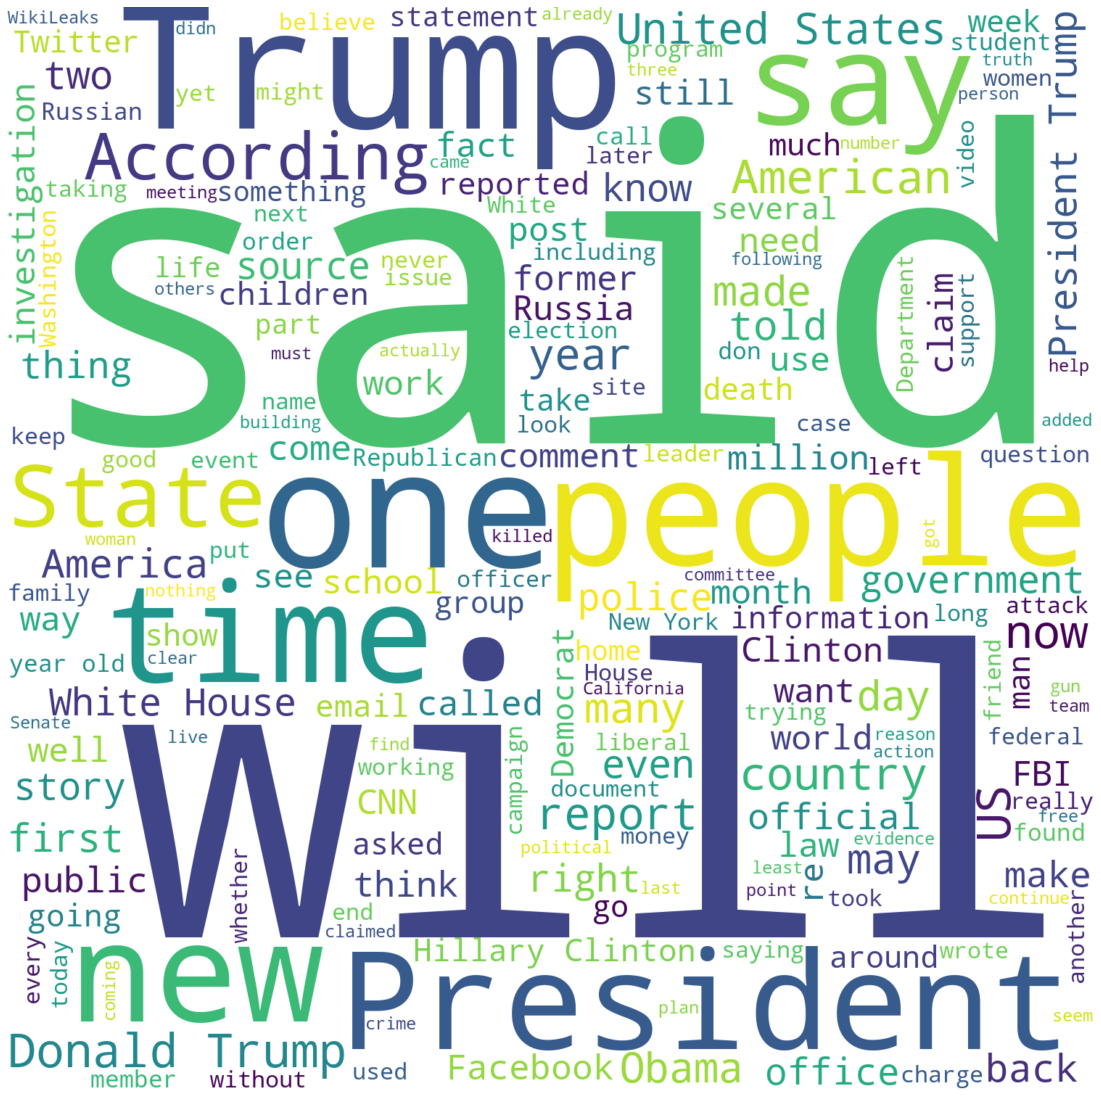 WikiLeaks
didn
believe
statement
already
Twitter
Trump
United States
week
program
student
two
three
say
truth
women
Russian
yet
might
still
person
President Trump
investigation
According
fact
call
much
number
video
came
later
American
taking
meeting
something
reported
know
White
several
next
post
need
Washington
order
including
following
life
source
never
former
said
others
children
issue
Russia
made
Department
claim
support
part
election
told
thing
must
actually
year
don
use
help
work
site
death
name
take
building
look
case
added
keep
come
Republican
comment
leader
million
left
question
good
event
State
one
people
killed
got
woman
America
put
see
school
officer
committee
government
family
nothing
group
police
month
way
time
New York
information
long
attack
show
home
Clinton
now
year old
clear
Democrat
House
California
want
day
friend
man
gun
White House
email
called
many
trying
team
Senate
live
Will
liberal
world
reason
federal
well
find
campaign
even
action
working
country
FBI
story
CNN
document
US
really
report
official
free
first
asked
money
found
evidence
political
law
whether
public
think
right
last
least
may
make
re
point
took
continue
going
end
go
another
claimed
every
today
new
Hillary Clinton
saying
around
wrote
coming
President
plan
crime
seem
Donald Trump
member
without
used
Facebook
Obama
office
charge
back